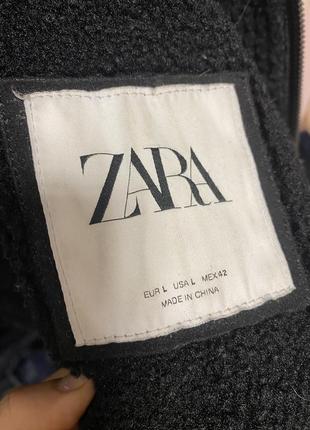 ZARA
EUR L USA L MEX 42
MADE IN CHINA